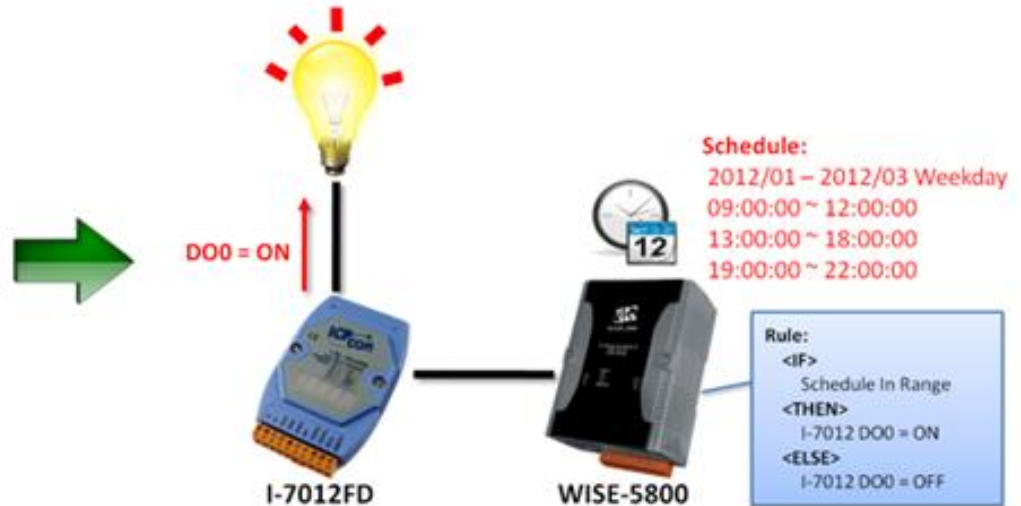 Schedule:
2012/01 – 2012/03 Weekday
09:00:00 ~ 12:00:00
13:00:00 ~ 18:00:00
19:00:00 ~ 22:00:00
12
DO0 = ON
Rule:
<IF>
Schedule In Range
<THEN>
I-7012 DO0 = ON
<ELSE>
I-7012 DO0 = OFF
I-7012FD
WISE-5800